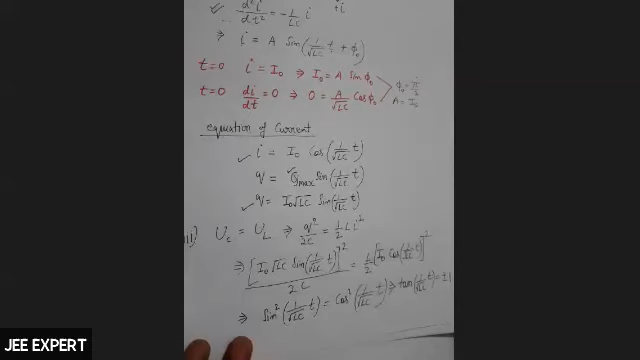 d²i/dt² = -1/LC i
⇒ i = A Sin(1/√LC t + φ₀)
t=0 i = I₀ ⇒ I₀ = A Sin φ₀
φ₀ = π/2
t=0 di/dt = 0 ⇒ 0 = A/√LC Cos φ₀
A = I₀
equation of Current
i = I₀ Cos(1/√LC t)
q = Qmax Sin(1/√LC t)
q = I₀√LC Sin(1/√LC t)
iii) U_C = U_L ⇒ q²/2C = 1/2 L i²
⇒ [I₀√LC Sin(1/√LC t)]²/2C = 1/2 [I₀ Cos(1/√LC t)]²
⇒ Sin²(1/√LC t) = Cos²(1/√LC t) ⇒ tan(1/√LC t) = ±1
JEE EXPERT